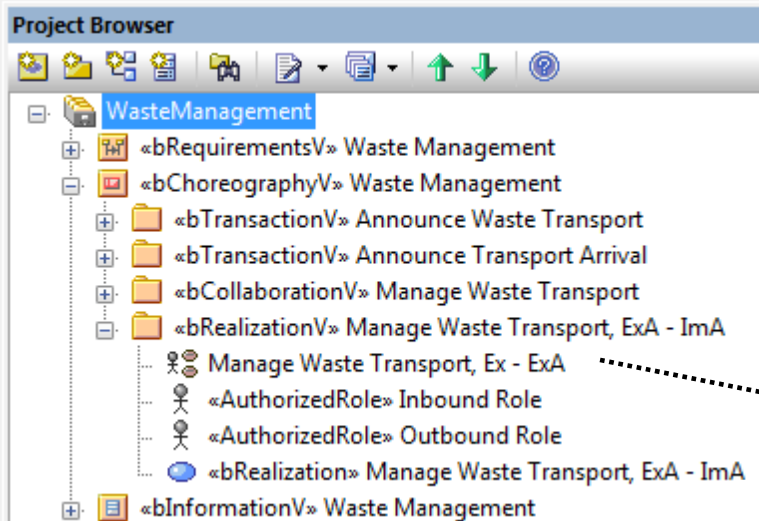 Project Browser
WasteManagement
«bRequirementsV» Waste Management
«bChoreographyV» Waste Management
«bTransactionV» Announce Waste Transport
«bTransactionV» Announce Transport Arrival
«bCollaborationV» Manage Waste Transport
«bRealizationV» Manage Waste Transport, ExA - ImA
Manage Waste Transport, Ex - ExA
«AuthorizedRole» Inbound Role
«AuthorizedRole» Outbound Role
«bRealization» Manage Waste Transport, ExA - ImA
«bInformationV» Waste Management